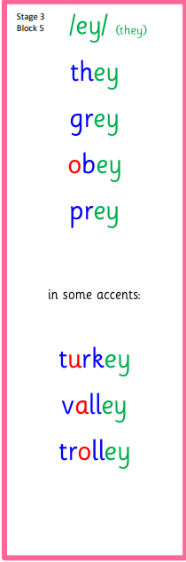 Stage 3
Block 5
/ey/ (they)
they
grey
obey
prey
in some accents:
turkey
valley
trolley